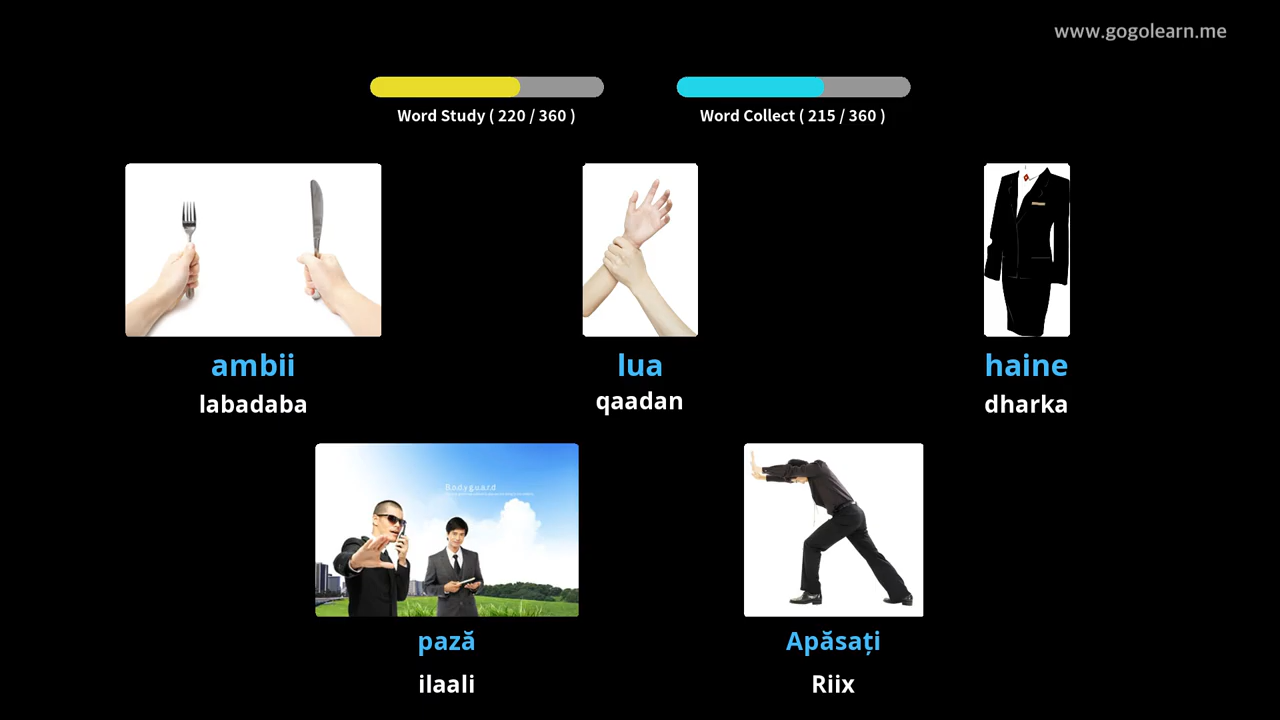 www.gogolearn.me
Word Study ( 220 / 360 )
Word Collect ( 215 / 360 )
ambii
labadaba
lua
qaadan
haine
dharka
Bodyguard
pază
ilaali
Apăsați
Riix